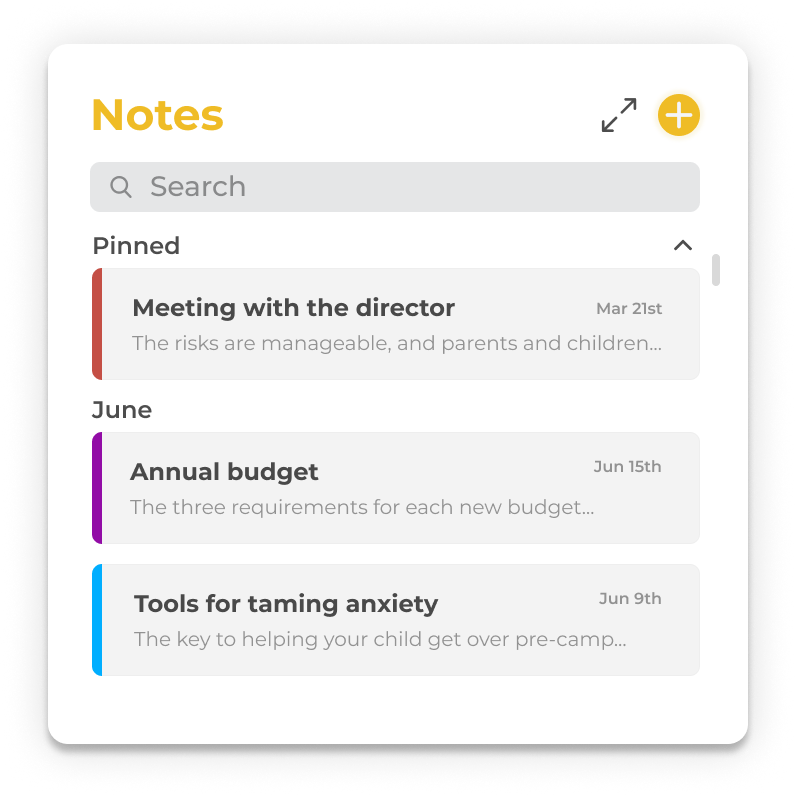 Notes
Search
Pinned
Meeting with the director
Mar 21st
The risks are manageable, and parents and children...
June
Annual budget
Jun 15th
The three requirements for each new budget...
Tools for taming anxiety
Jun 9th
The key to helping your child get over pre-camp...